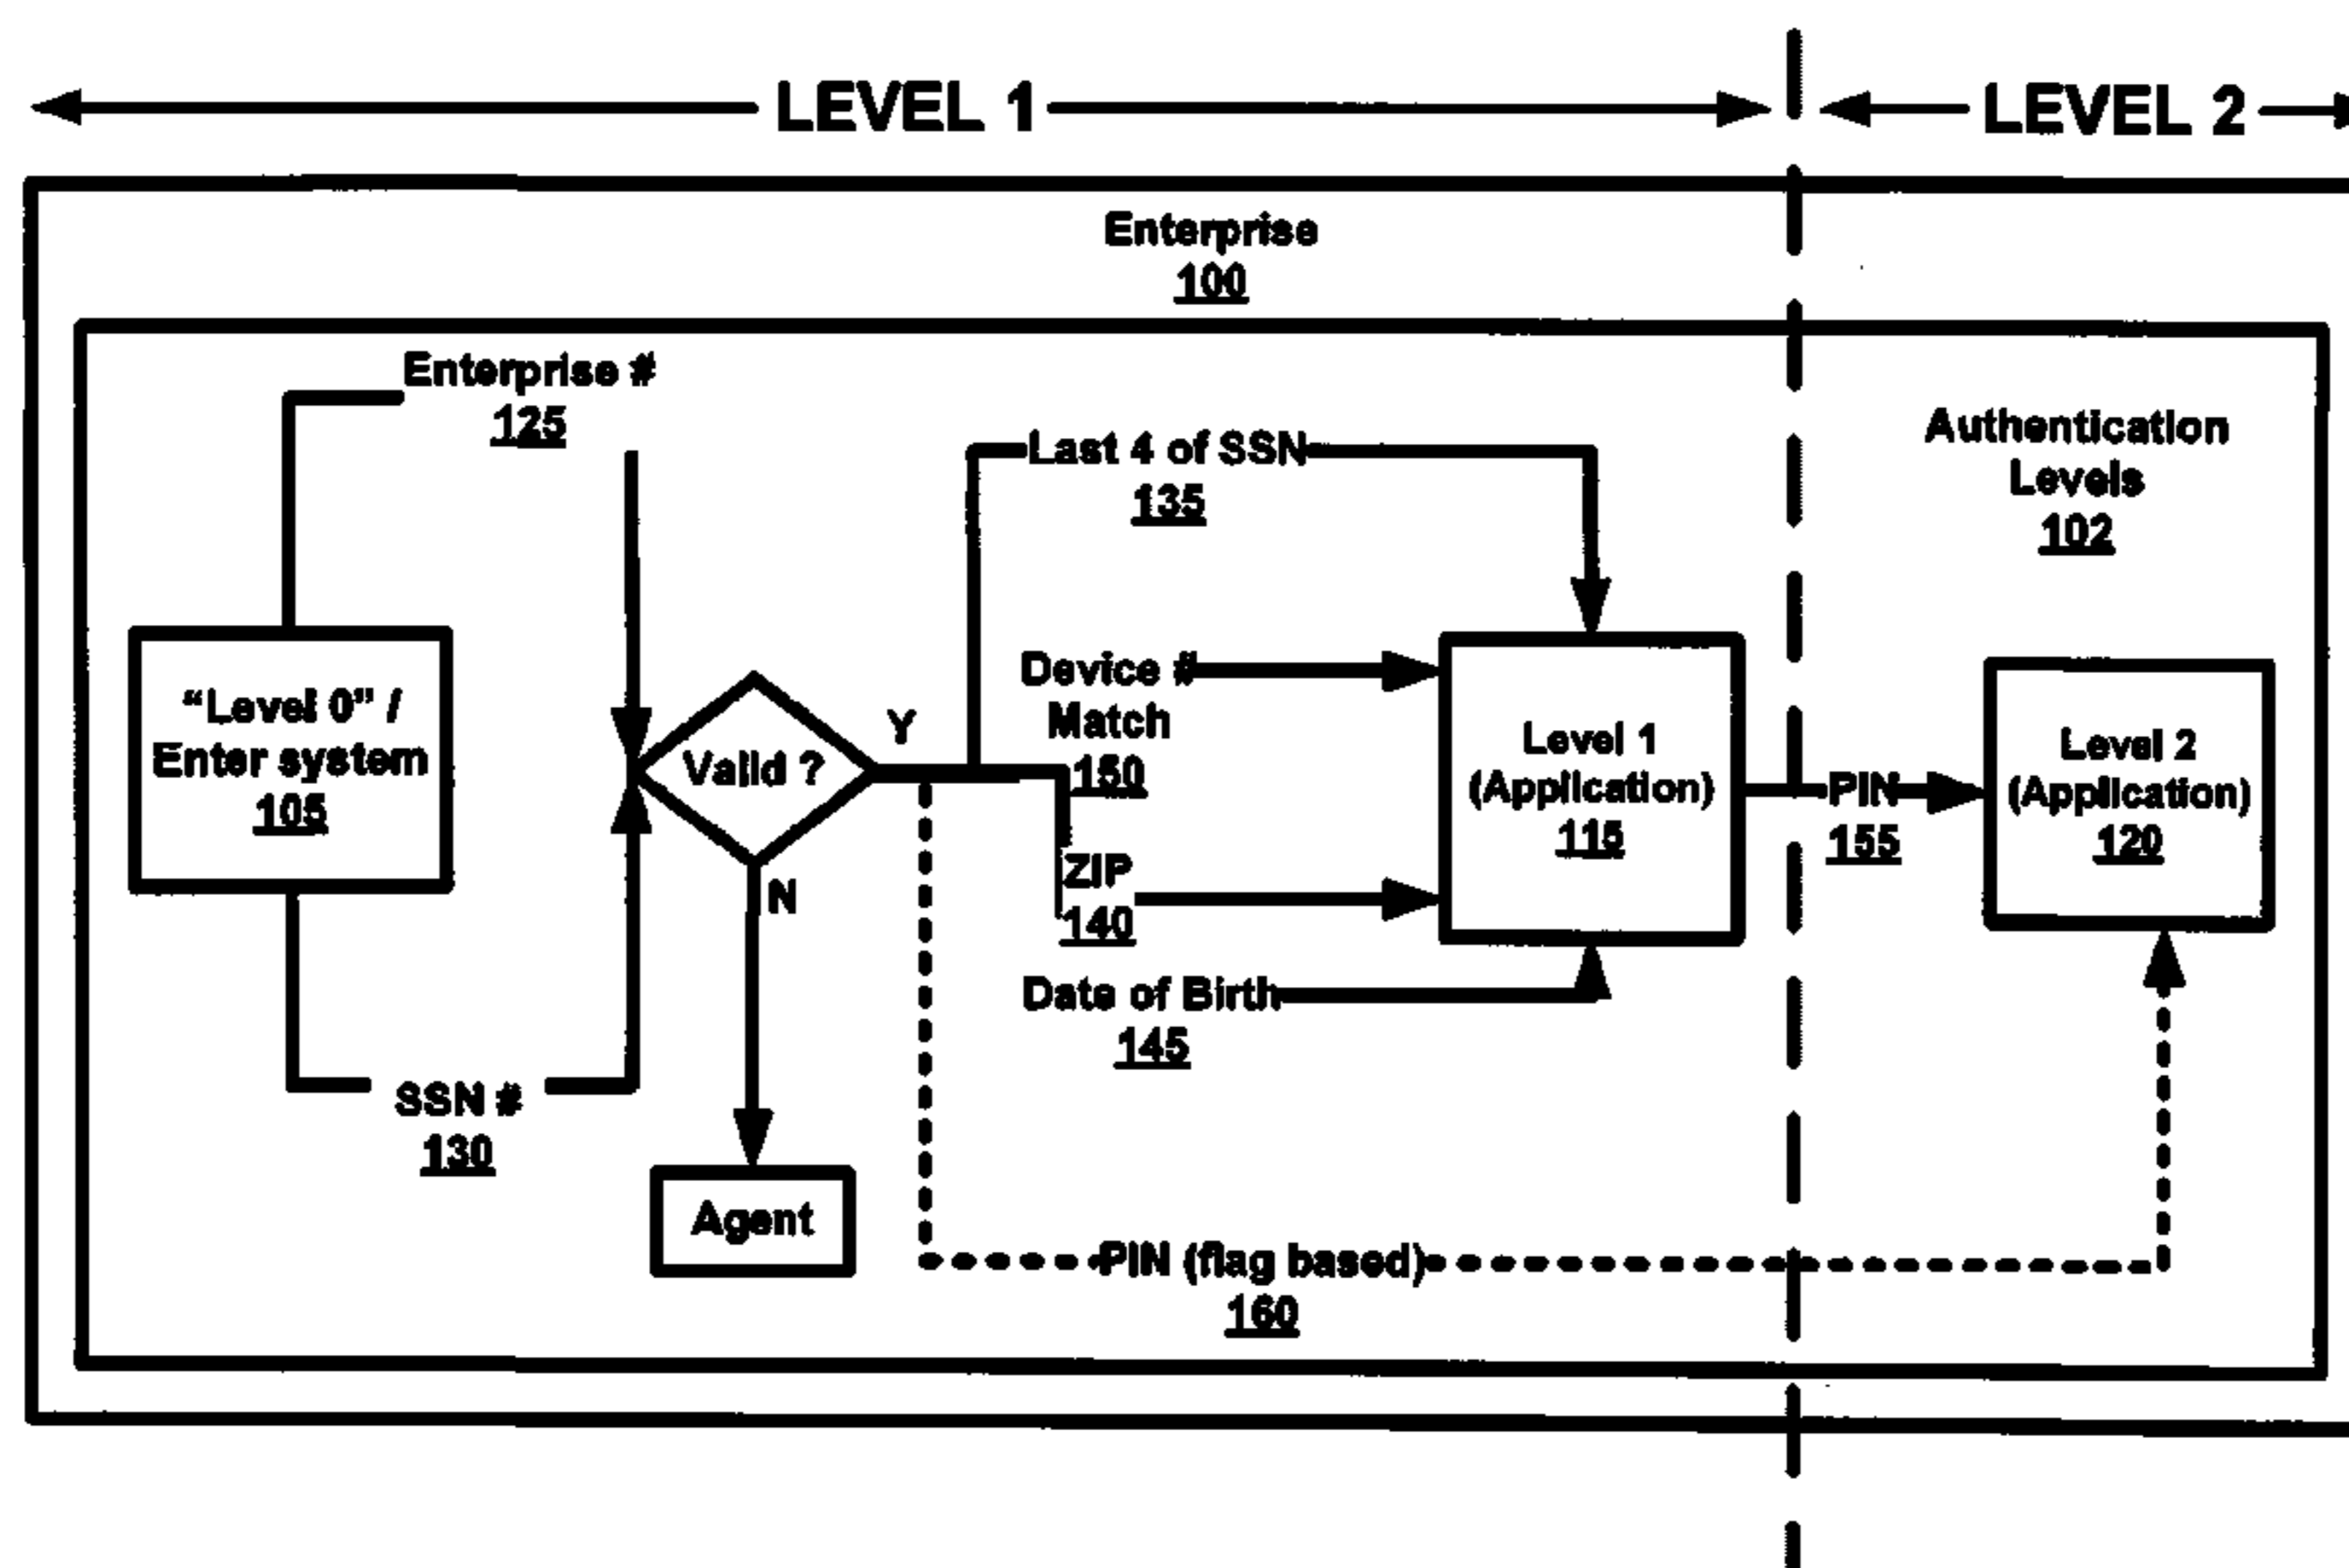 LEVEL 1
LEVEL 2
Enterprise
100
Enterprise #
125
Last 4 of SSN
135
Authentication
Levels
102
"Level 0" /
Enter system
105
Valid ?
Y
N
Device #
Match
150
ZIP
140
Date of Birth
145
Level 1
(Application)
115
PIN
155
Level 2
(Application)
120
SSN #
130
Agent
PIN (flag based)
160